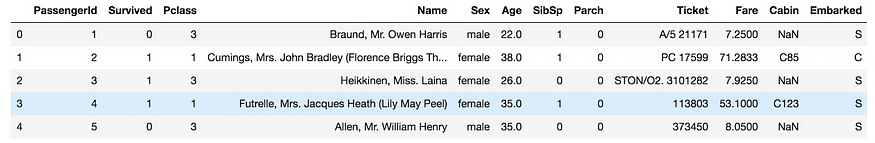 PassengerId Survived Pclass Name Sex Age SibSp Parch Ticket Fare Cabin Embarked
0 1 0 3 Braund, Mr. Owen Harris male 22.0 1 0 A/5 21171 7.2500 NaN S
1 2 1 1 Cumings, Mrs. John Bradley (Florence Briggs Th... female 38.0 1 0 PC 17599 71.2833 C85 C
2 3 1 3 Heikkinen, Miss. Laina female 26.0 0 0 STON/O2. 3101282 7.9250 NaN S
3 4 1 1 Futrelle, Mrs. Jacques Heath (Lily May Peel) female 35.0 1 0 113803 53.1000 C123 S
4 5 0 3 Allen, Mr. William Henry male 35.0 0 0 373450 8.0500 NaN S